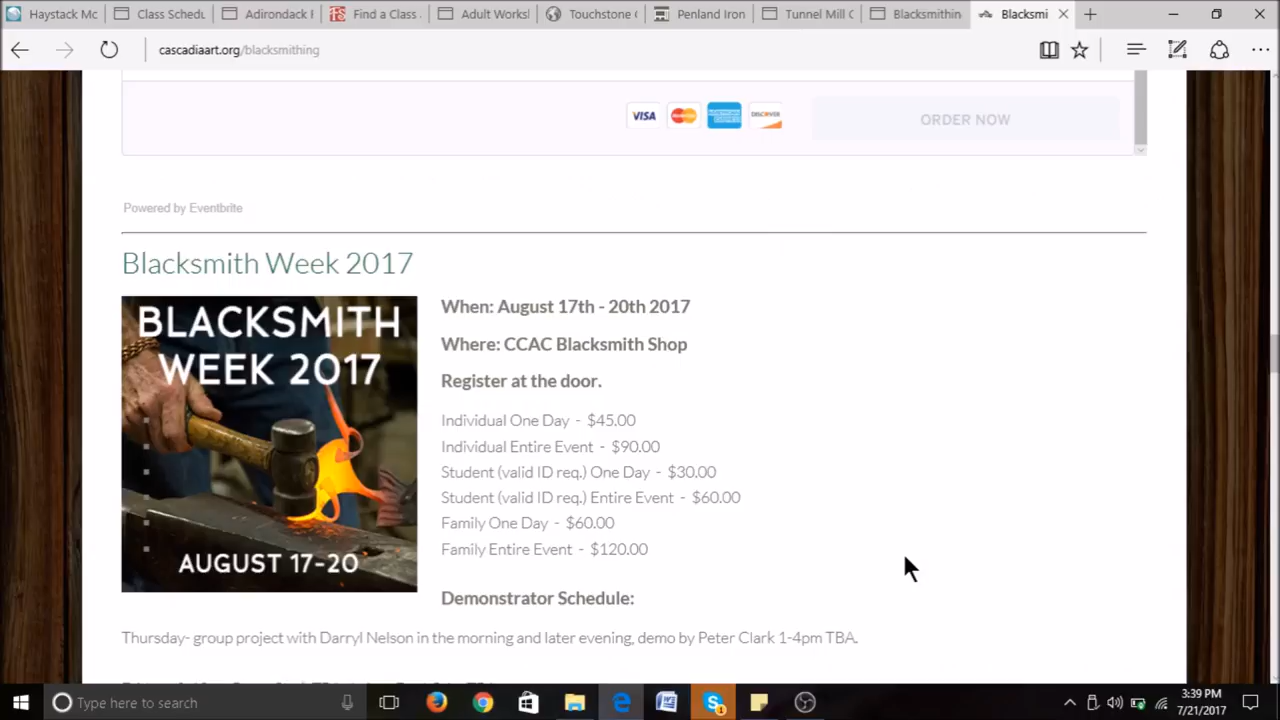 Haystack Mc
Class Schedu
Adirondack I
Find a Class
Adult Works
Touchstone
Penland Iron
Tunnel Mill C
Blacksmithin
Blacksmi
cascadiaart.org/blacksmithing
VISA
MasterCard
DISCOVER
ORDER NOW
Powered by Eventbrite
Blacksmith Week 2017
BLACKSMITH
WEEK 2017
AUGUST 17-20
When: August 17th - 20th 2017
Where: CCAC Blacksmith Shop
Register at the door.
Individual One Day - $45.00
Individual Entire Event - $90.00
Student (valid ID req.) One Day - $30.00
Student (valid ID req.) Entire Event - $60.00
Family One Day - $60.00
Family Entire Event - $120.00
Demonstrator Schedule:
Thursday- group project with Darryl Nelson in the morning and later evening, demo by Peter Clark 1-4pm TBA.
Type here to search
3:39 PM
7/21/2017